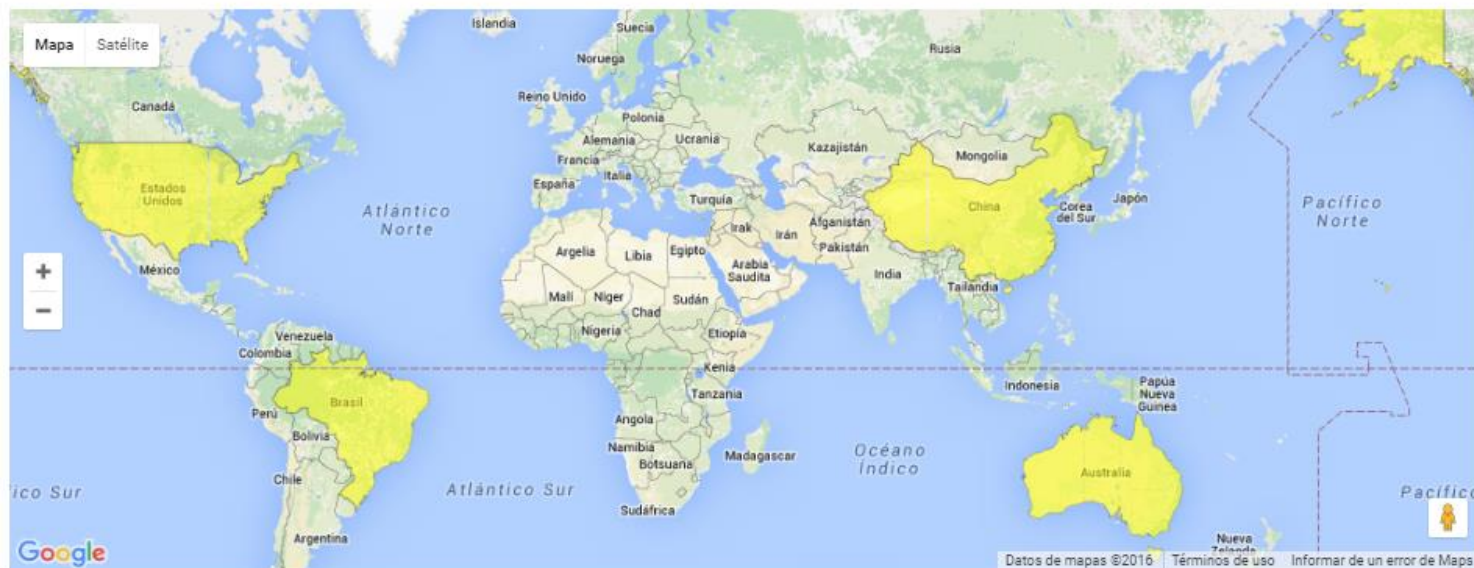 Islandia
Suecia
Mapa Satélite
Rusia
Noruega
Canadá
Reino Unido
Polonia
Alemania
Ucrania
Kazajistán
Mongolia
Francia
Italia
España
Estados
Unidos
Turquía
Atlántico
Norte
China
Corea
del Sur
Japón
Pacífico
Norte
Afganistán
Irak
Irán
Pakistán
Argelia
Libia
Egipto
Arabia
Saudita
México
India
Tailandia
Malí
Níger
Chad
Sudán
Venezuela
Nigeria
Etiopía
Colombia
Kenia
Indonesia
Papúa
Nueva
Guinea
Tanzania
Brasil
Perú
Angola
Bolivia
Namibia
Botsuana
Madagascar
Océano
Índico
Australia
Chile
ico Sur
Atlántico Sur
Pacífico
Sudáfrica
Argentina
Nueva
Zelanda
Google
Datos de mapas ©2016 Términos de uso Informar de un error de Maps